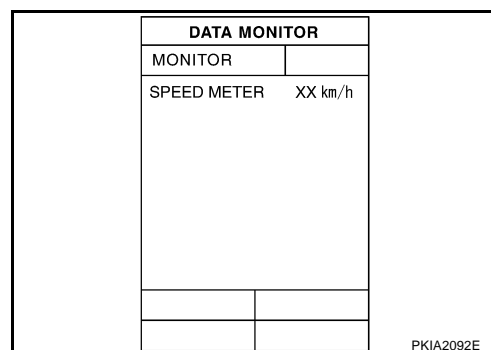 DATA MONITOR
MONITOR
SPEED METER XX km/h
PKIA2092E